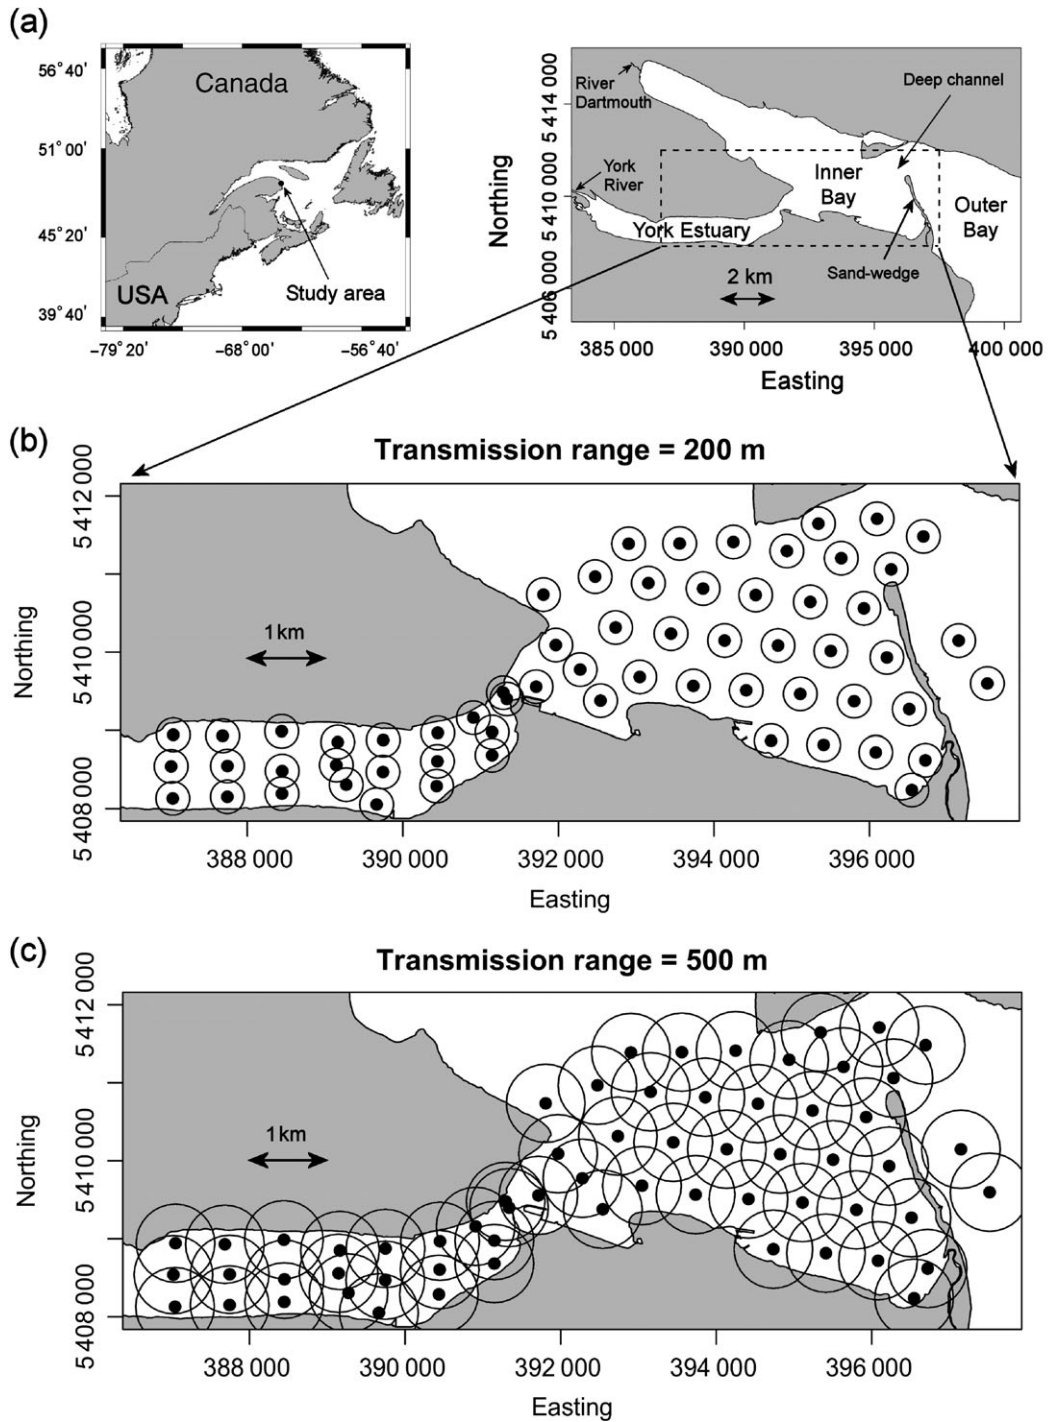 (a)
56°40'
51°00'
45°20'
39°40'
Canada
USA
Study area
−79°20'
−68°00'
−56°40'
Northing
5 414 000
5 410 000
5 406 000
River
Dartmouth
York
River
York Estuary
Inner
Bay
Deep channel
Outer
Bay
Sand-wedge
2 km
385 000
390 000
395 000
400 000
Easting
(b)
Transmission range = 200 m
Northing
5 412 000
5 410 000
5 408 000
1km
388 000
390 000
392 000
394 000
396 000
Easting
(c)
Transmission range = 500 m
Northing
5 412 000
5 410 000
5 408 000
1km
388 000
390 000
392 000
394 000
396 000
Easting